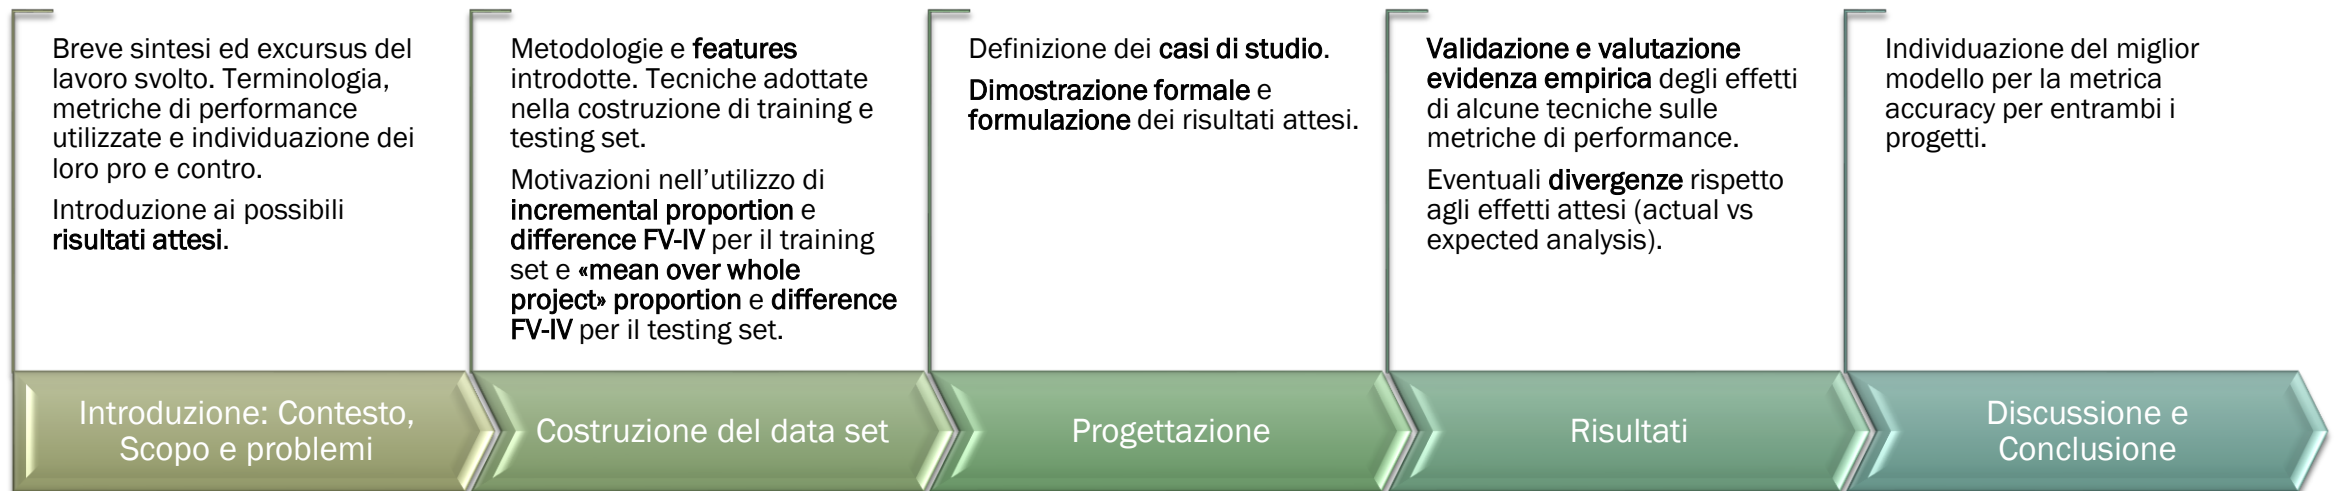 Breve sintesi ed excursus del
lavoro svolto. Terminologia,
metriche di performance
utilizzate e individuazione dei
loro pro e contro.
Introduzione ai possibili
risultati attesi.
Introduzione: Contesto,
Scopo e problemi
Metodologie e features
introdotte. Tecniche adottate
nella costruzione di training e
testing set.
Motivazioni nell'utilizzo di
incremental proportion e
difference FV-IV per il training
set e «mean over whole
project» proportion e difference
FV-IV per il testing set.
Costruzione del data set
Definizione dei casi di studio.
Dimostrazione formale e
formulazione dei risultati attesi.
Progettazione
Validazione e valutazione
evidenza empirica degli effetti
di alcune tecniche sulle
metriche di performance.
Eventuali divergenze rispetto
agli effetti attesi (actual vs
expected analysis).
Risultati
Individuazione del miglior
modello per la metrica
accuracy per entrambi i
progetti.
Discussione e
Conclusione